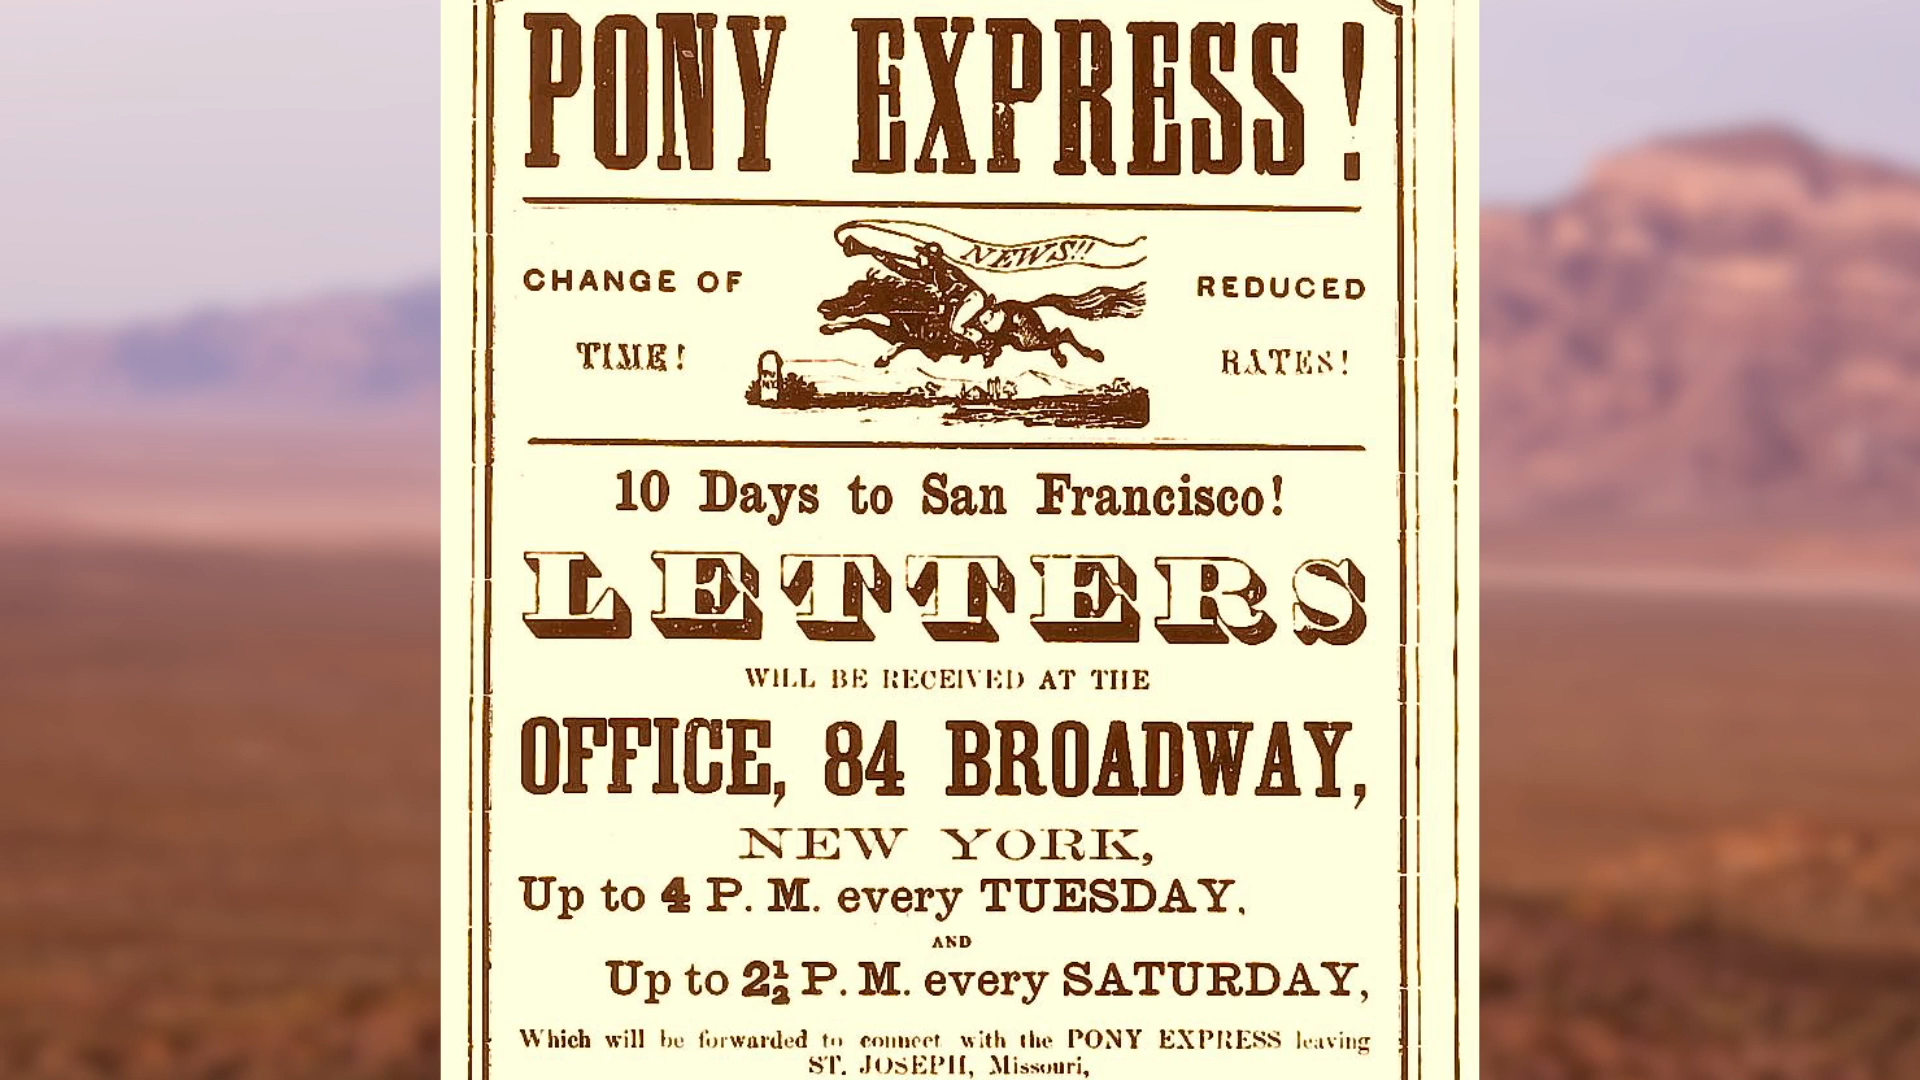 PONY EXPRESS!
NEWS!!
CHANGE OF
TIME!
REDUCED
RATES!
10 Days to San Francisco!
LETTERS
WILL BE RECEIVED AT THE
OFFICE, 84 BROADWAY,
NEW YORK,
Up to 4 P. M. every TUESDAY.
AND
Up to 2½ P. M. every SATURDAY,
Which will be forwarded to connect with the PONY EXPRESS leaving
ST. JOSEPH, Missouri,